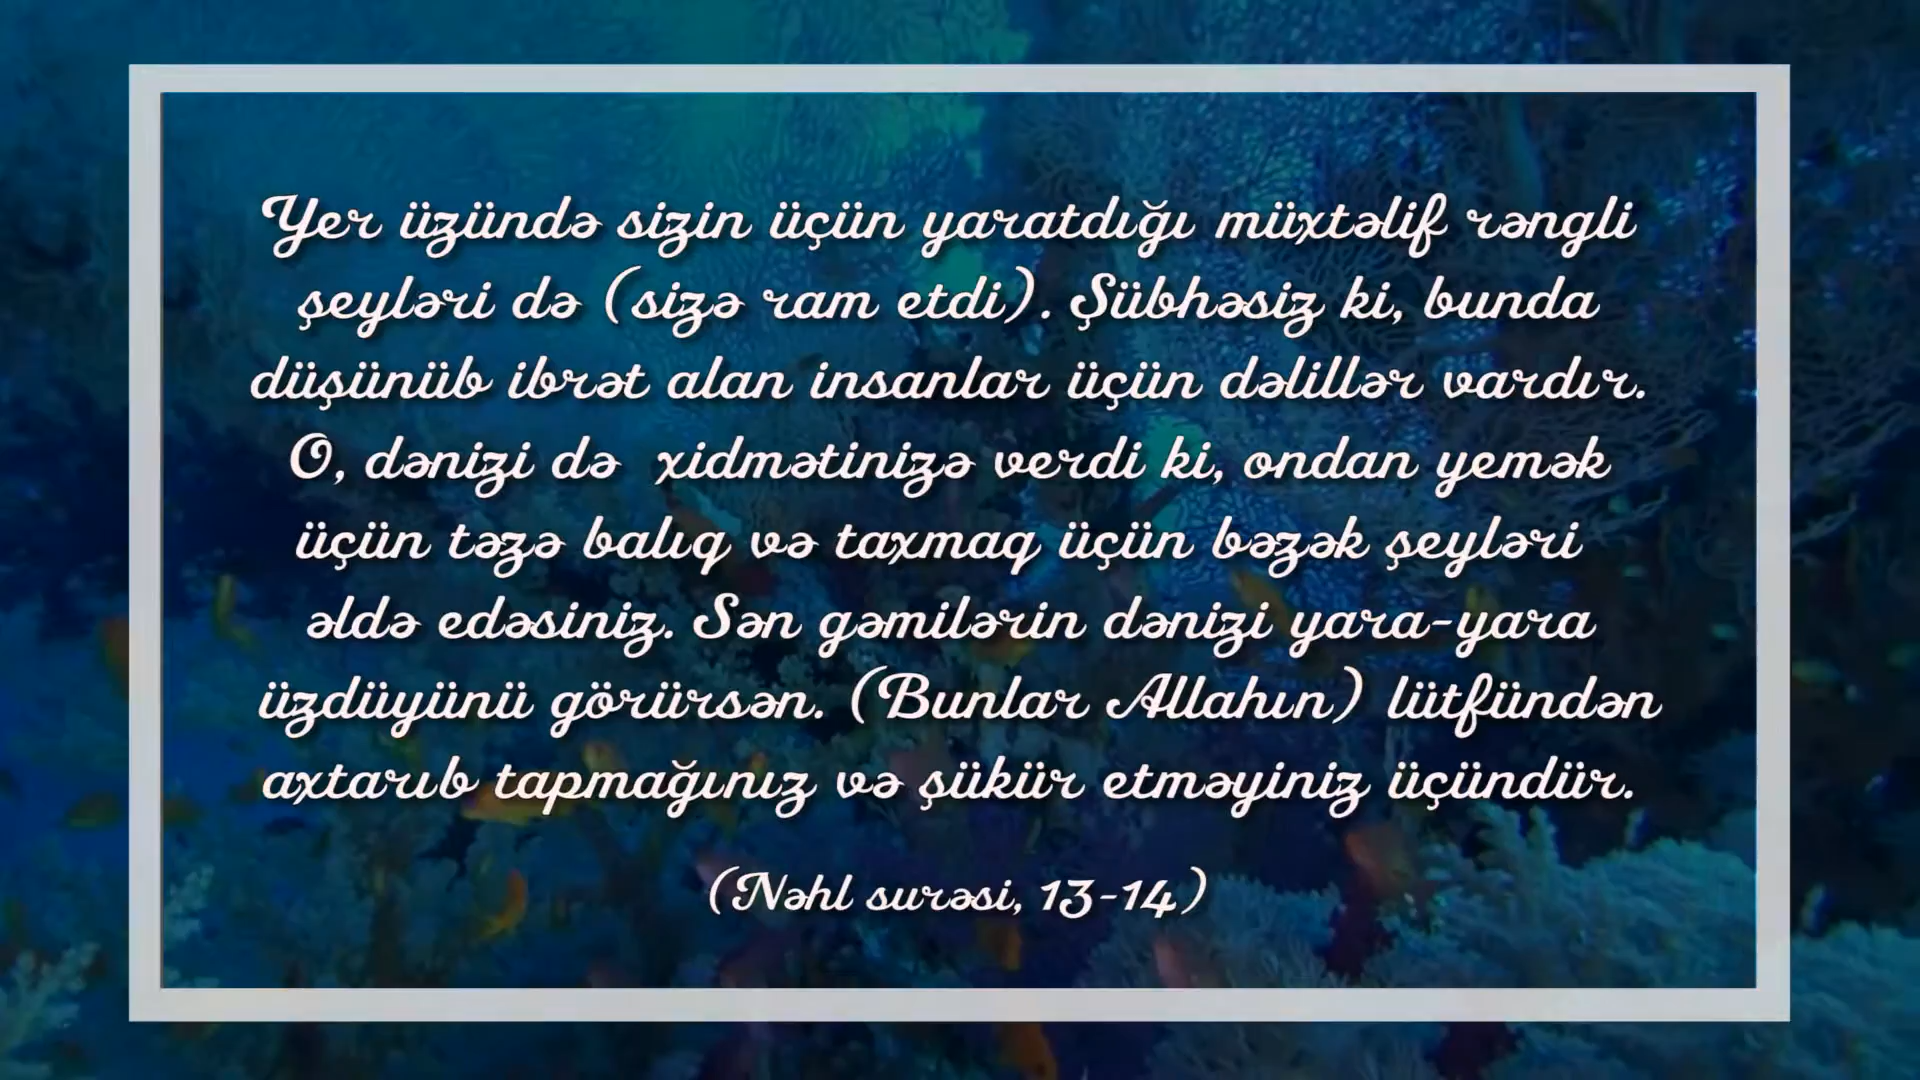 Yer üzündə sizin üçün yaratdığı müxtəlif rəngli
şeyləri də (sizə ram etdi). Şübhəsiz ki, bunda
düşünüb ibrət alan insanlar üçün dəlillər vardır.
O, dənizi də xidmətinizə verdi ki, ondan yemək
üçün təzə balıq və taxmaq üçün bəzək şeyləri
əldə edəsiniz. Sən gəmilərin dənizi yara-yara
üzdüyünü görürsən. (Bunlar Allahın) lütfündən
axtarıb tapmağınız və şükür etməyiniz üçündür.
(Nəhl surəsi, 13-14)